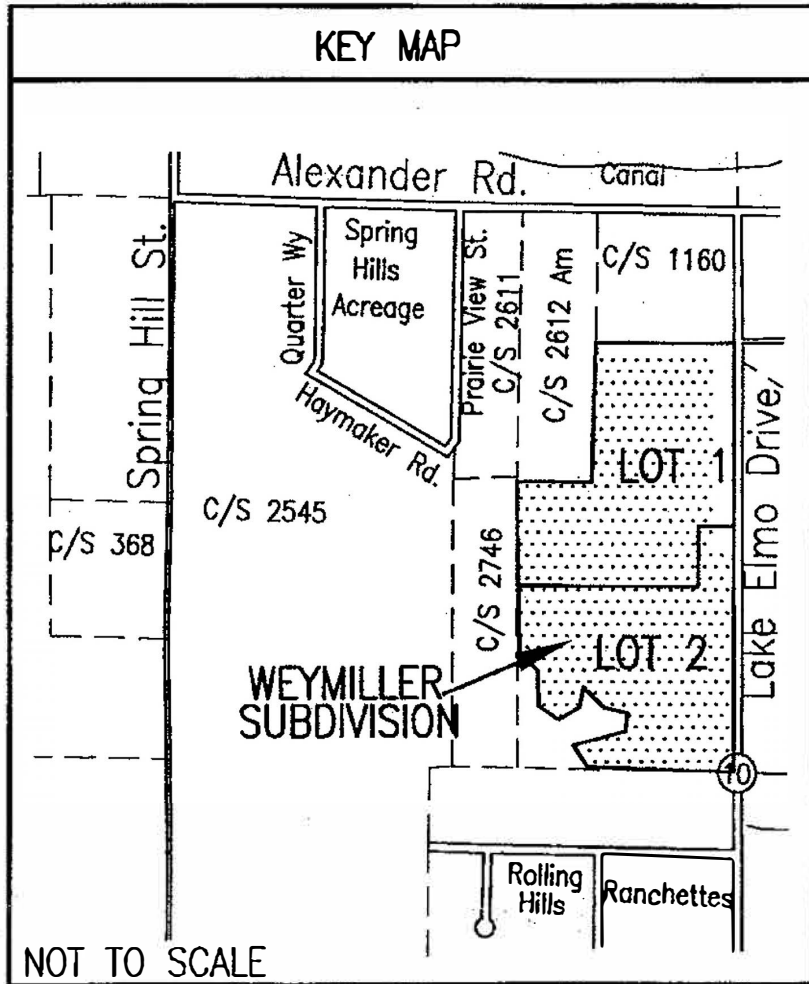 KEY MAP
Alexander Rd.
Canal
Spring Hill St.
Quarter Wy
Spring
Hills
Acreage
Prairie View St.
C/S 2611
C/S 2612 Am
C/S 1160
Haymaker Rd.
LOT 1
Lake Elmo Drive
C/S 368
C/S 2545
C/S 2746
LOT 2
WEYMILLER
SUBDIVISION
10
Rolling
Hills
Ranchettes
NOT TO SCALE